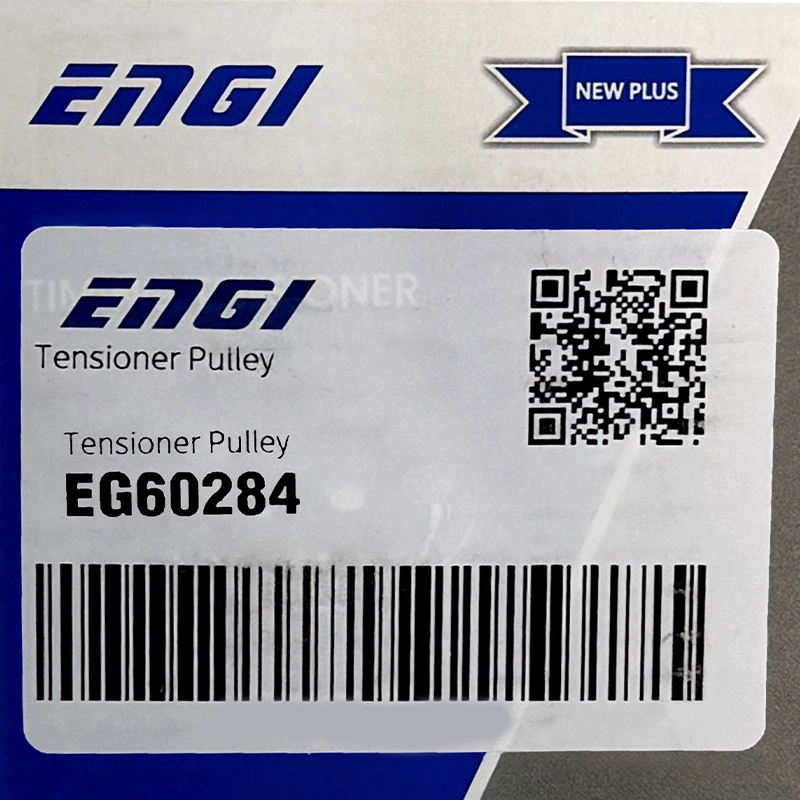 ENGI
NEW PLUS
ENGI
Tensioner Pulley
Tensioner Pulley
EG60284